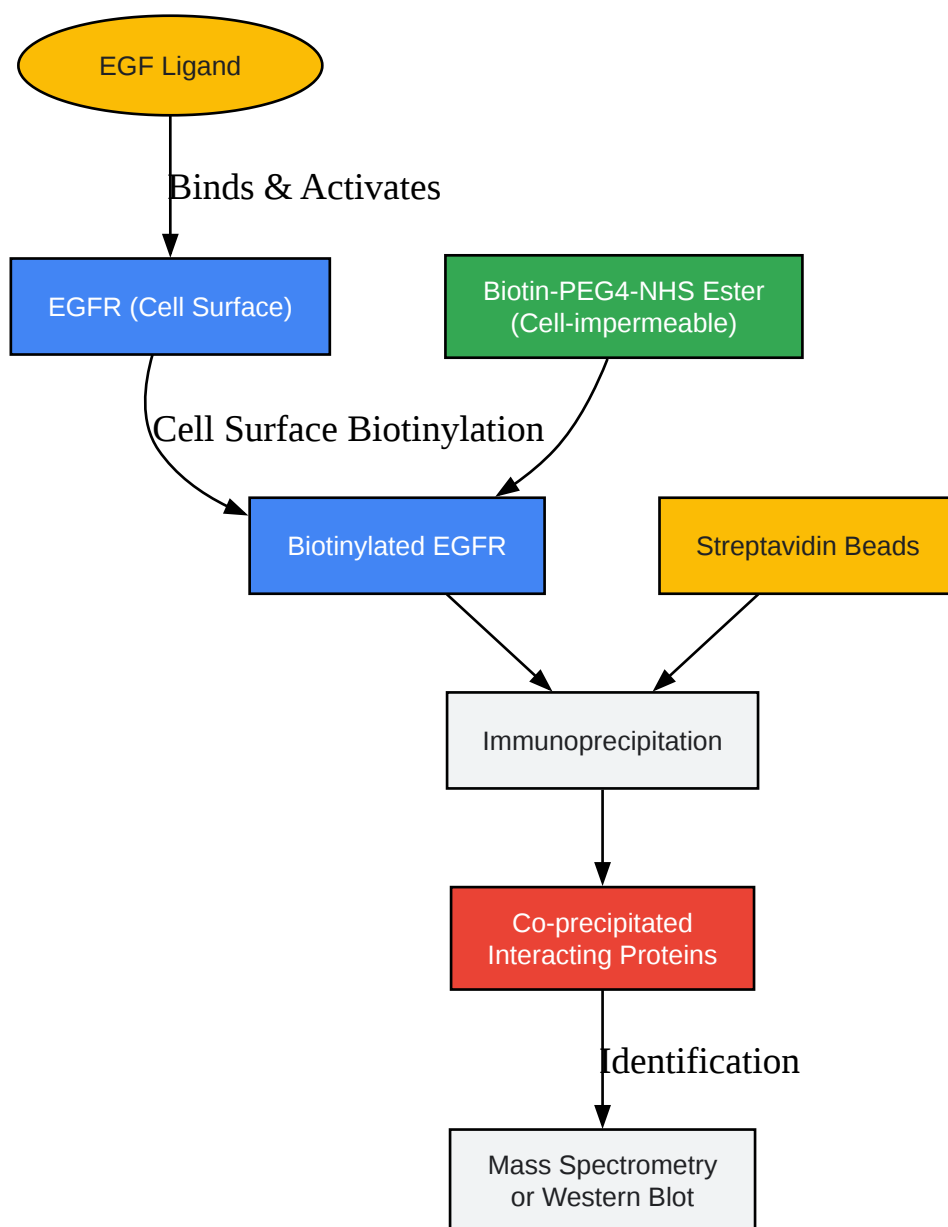 EGF Ligand
Binds & Activates
EGFR (Cell Surface)
Biotin-PEG4-NHS Ester
(Cell-impermeable)
Cell Surface Biotinylation
Biotinylated EGFR
Streptavidin Beads
Immunoprecipitation
Co-precipitated
Interacting Proteins
Identification
Mass Spectrometry
or Western Blot